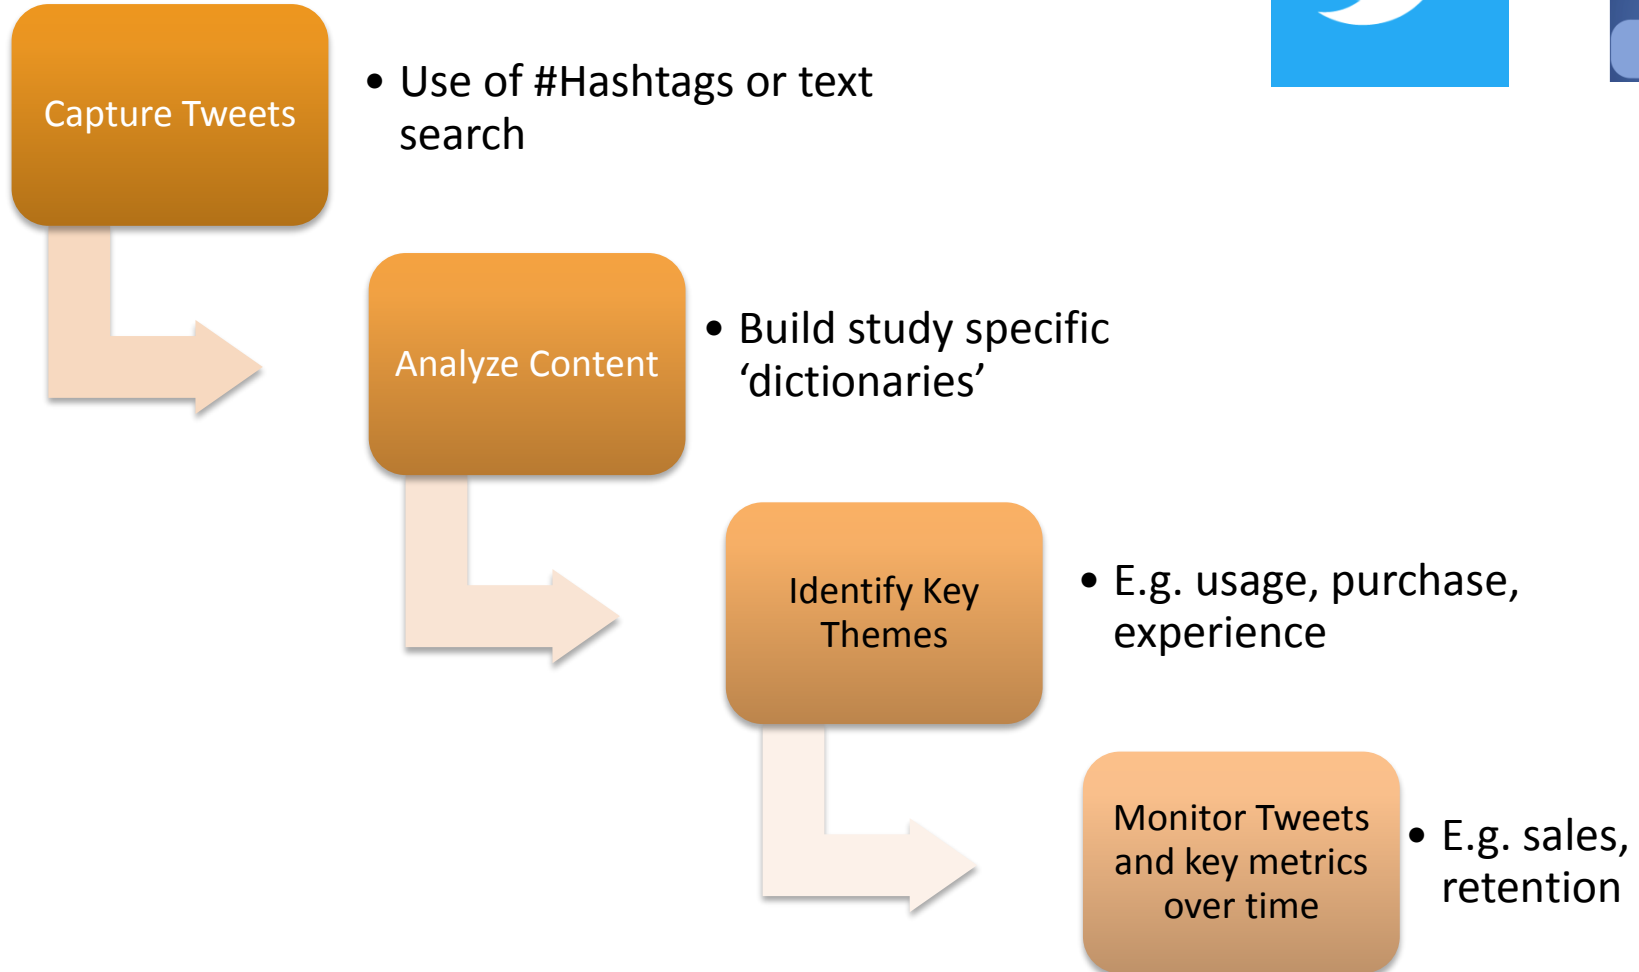 Capture Tweets
• Use of #Hashtags or text
search
Analyze Content
• Build study specific
‘dictionaries’
Identify Key
Themes
• E.g. usage, purchase,
experience
Monitor Tweets
and key metrics
over time
• E.g. sales,
retention